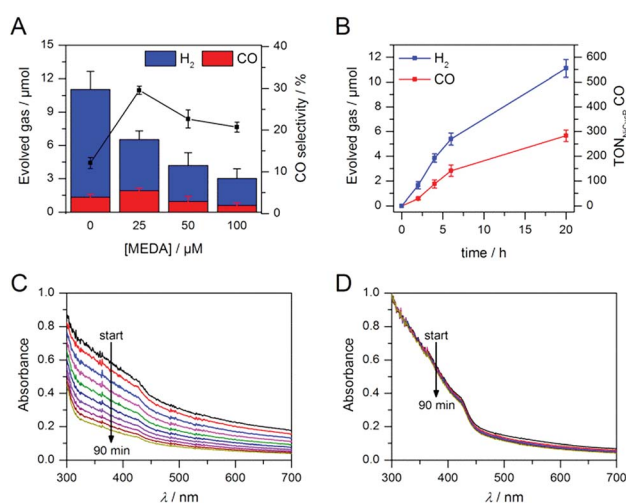 A
H2 CO
Evolved gas / μmol
15
12
9
6
3
0
CO selectivity / %
40
30
20
10
0
0 25 50 100
[MEDA] / μM
B
H2
CO
Evolved gas / μmol
12
10
8
6
4
2
0
CO
600
500
400
300
200
100
0
0 5 10 15 20
time / h
C
Absorbance
1.0
0.8
0.6
0.4
0.2
0.0
start
90 min
300 400 500 600 700
λ / nm
D
Absorbance
1.0
0.8
0.6
0.4
0.2
0.0
start
90 min
300 400 500 600 700
λ / nm